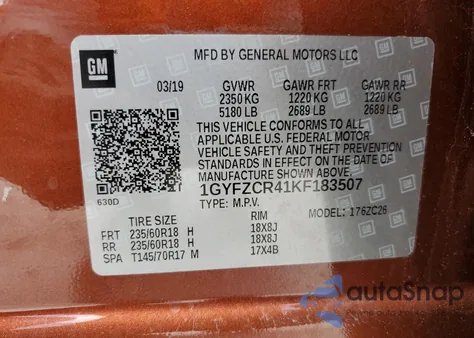 GM
MFD BY GENERAL MOTORS LLC
03/19 GVWR GAWR FRT GAWR RR
2350 KG 1220 KG 1220 KG
5180 LB 2689 LB 2689 LB
THIS VEHICLE CONFORMS TO ALL
APPLICABLE U.S. FEDERAL MOTOR
VEHICLE SAFETY AND THEFT PREVENTION
STANDARDS IN EFFECT ON THE DATE OF
MANUFACTURE SHOWN ABOVE.
1GYFZCR41KF183507
630D TYPE: M.P.V. MODEL: 176ZC26
TIRE SIZE RIM
FRT 235/60R18 H 18X8J
RR 235/60R18 H 18X8J
SPA T145/70R17 M 17X4B
autoSnap